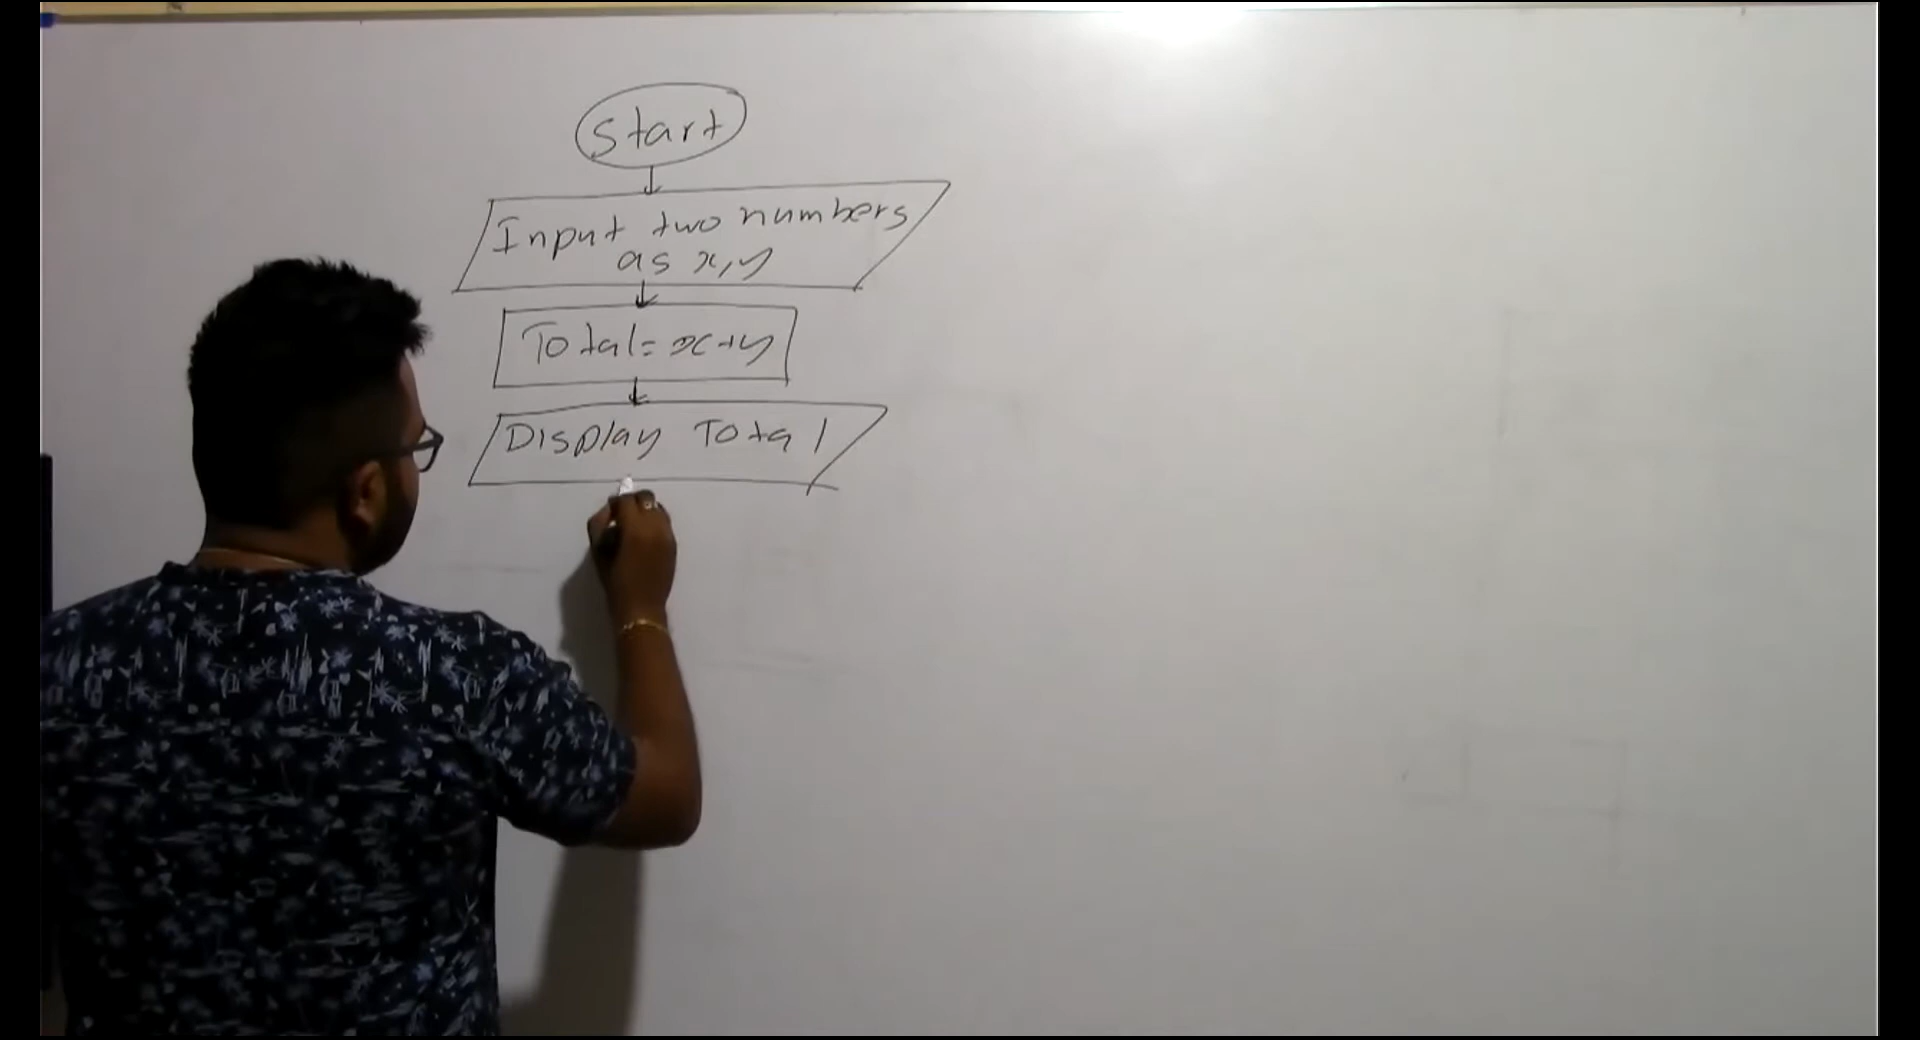 Start
Input two numbers
as x,y
Total = x+y
Display Total